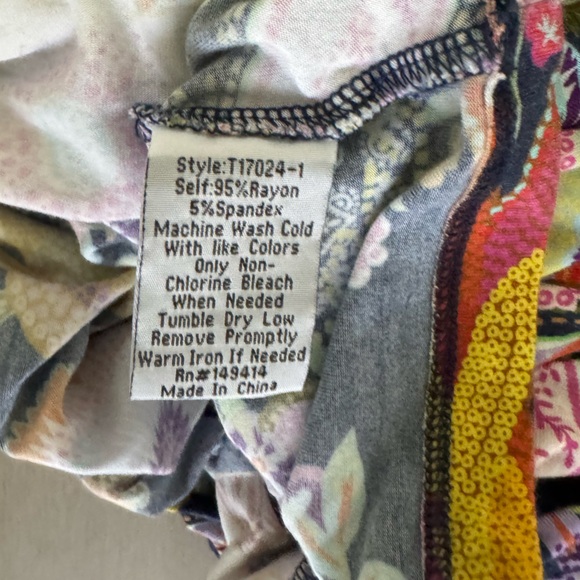 Style:T17024-1
Self:95%Rayon
5%Spandex
Machine Wash Cold
With like Colors
Only Non-
Chlorine Bleach
When Needed
Tumble Dry Low
Remove Promptly
Warm Iron If Needed
Rn#149414
Made In China